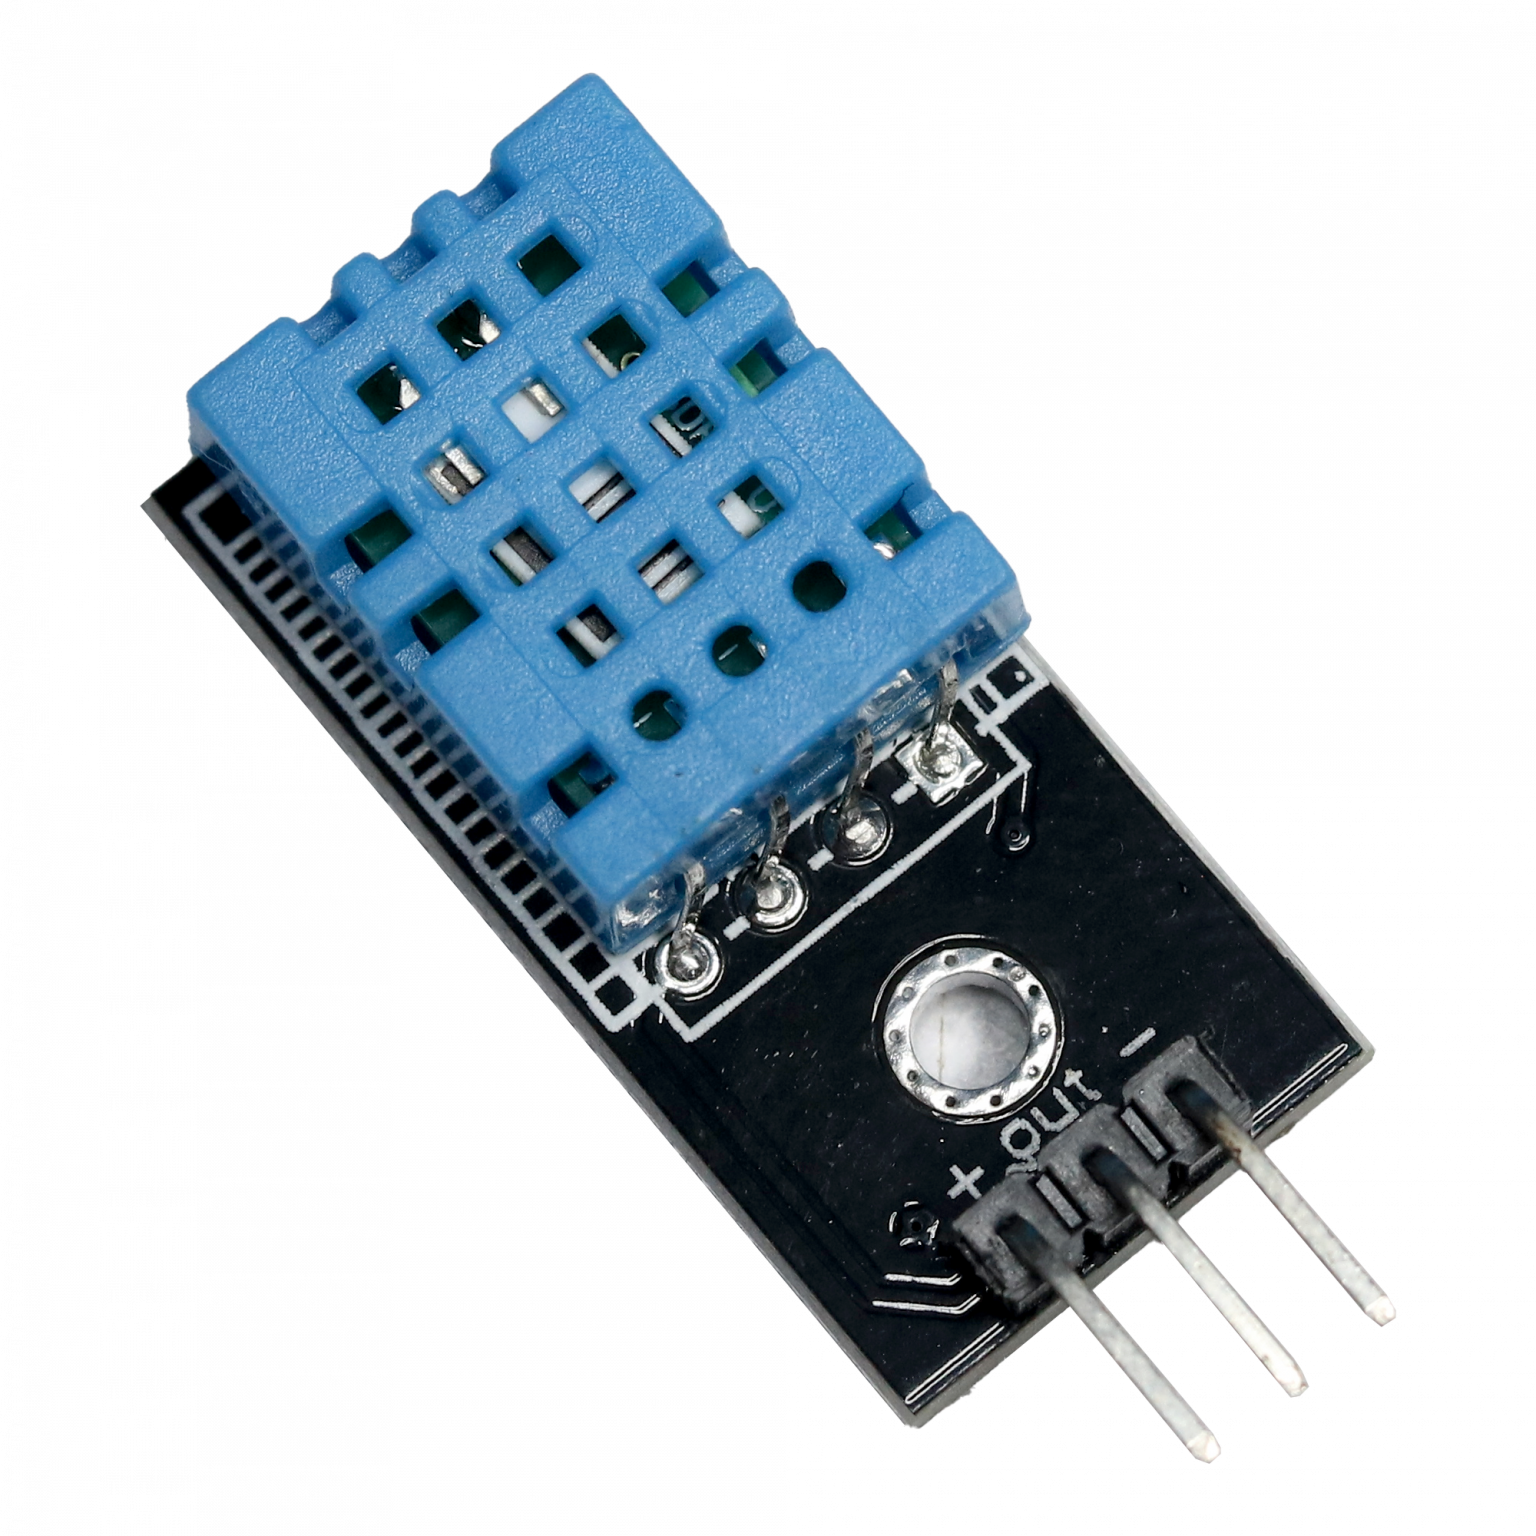 + out -